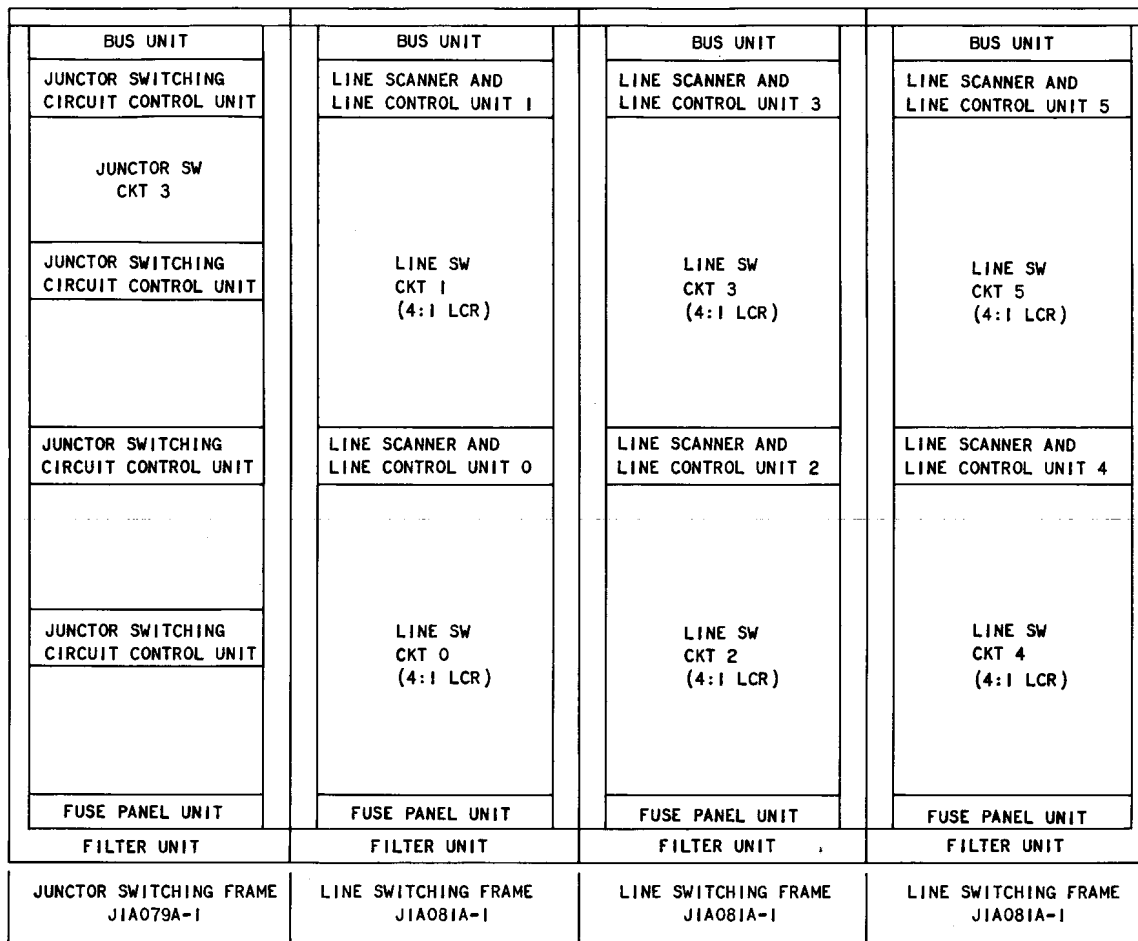 BUS UNIT
JUNCTOR SWITCHING
CIRCUIT CONTROL UNIT
JUNCTOR SW
CKT 3
JUNCTOR SWITCHING
CIRCUIT CONTROL UNIT
JUNCTOR SWITCHING
CIRCUIT CONTROL UNIT
JUNCTOR SWITCHING
CIRCUIT CONTROL UNIT
FUSE PANEL UNIT
FILTER UNIT
JUNCTOR SWITCHING FRAME
J1A079A-1
BUS UNIT
LINE SCANNER AND
LINE CONTROL UNIT 1
LINE SW
CKT 1
(4:1 LCR)
LINE SCANNER AND
LINE CONTROL UNIT 0
LINE SW
CKT 0
(4:1 LCR)
FUSE PANEL UNIT
FILTER UNIT
LINE SWITCHING FRAME
J1A081A-1
BUS UNIT
LINE SCANNER AND
LINE CONTROL UNIT 3
LINE SW
CKT 3
(4:1 LCR)
LINE SCANNER AND
LINE CONTROL UNIT 2
LINE SW
CKT 2
(4:1 LCR)
FUSE PANEL UNIT
FILTER UNIT
LINE SWITCHING FRAME
J1A081A-1
BUS UNIT
LINE SCANNER AND
LINE CONTROL UNIT 5
LINE SW
CKT 5
(4:1 LCR)
LINE SCANNER AND
LINE CONTROL UNIT 4
LINE SW
CKT 4
(4:1 LCR)
FUSE PANEL UNIT
FILTER UNIT
LINE SWITCHING FRAME
J1A081A-1